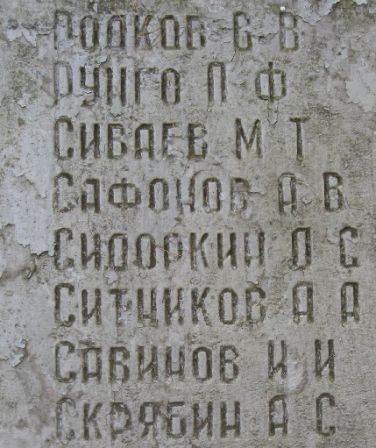 РОДКОВ С В
РУНГО П Ф
СИВАЕВ М Т
САФОНОВ А В
СИДОРКИН П С
СИТНИКОВ А А
САВИНОВ И И
СКРЯБИН А С